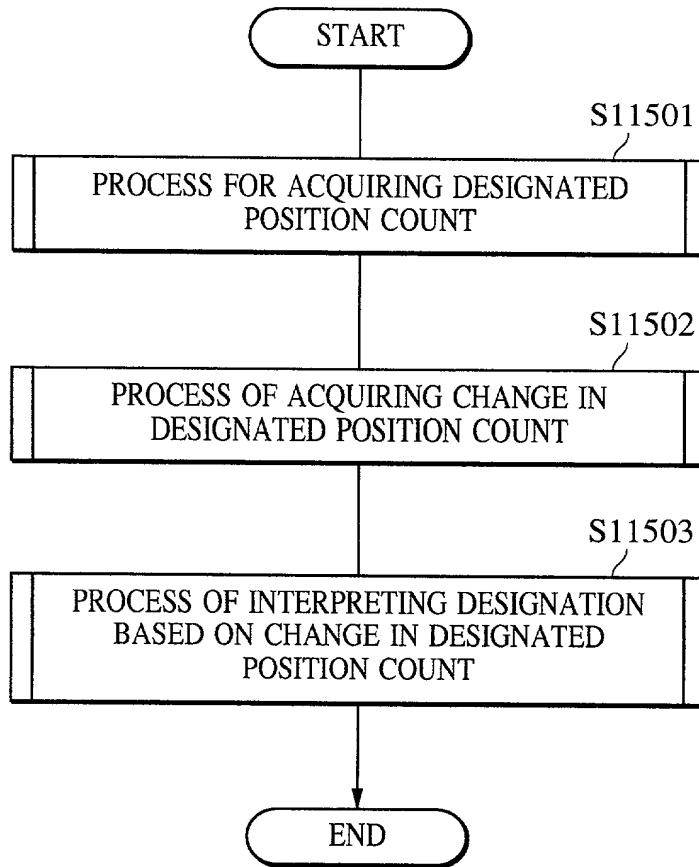 START
S11501
PROCESS FOR ACQUIRING DESIGNATED
POSITION COUNT
S11502
PROCESS OF ACQUIRING CHANGE IN
DESIGNATED POSITION COUNT
S11503
PROCESS OF INTERPRETING DESIGNATION
BASED ON CHANGE IN DESIGNATED
POSITION COUNT
END